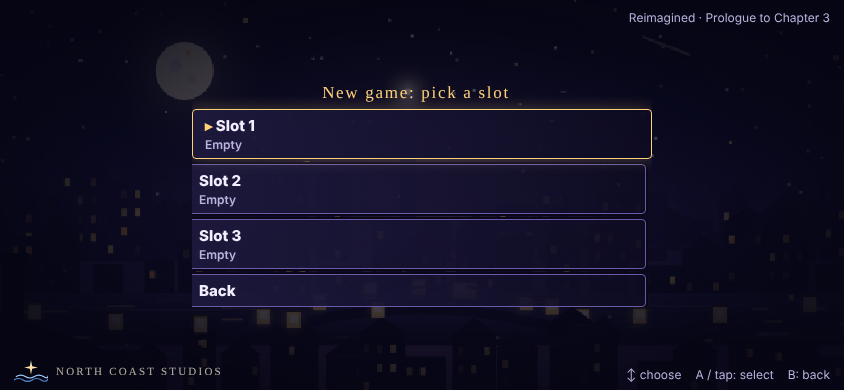 Reimagined · Prologue to Chapter 3
New game: pick a slot
▸ Slot 1
Empty
Slot 2
Empty
Slot 3
Empty
Back
NORTH COAST STUDIOS
↕ choose A / tap: select B: back